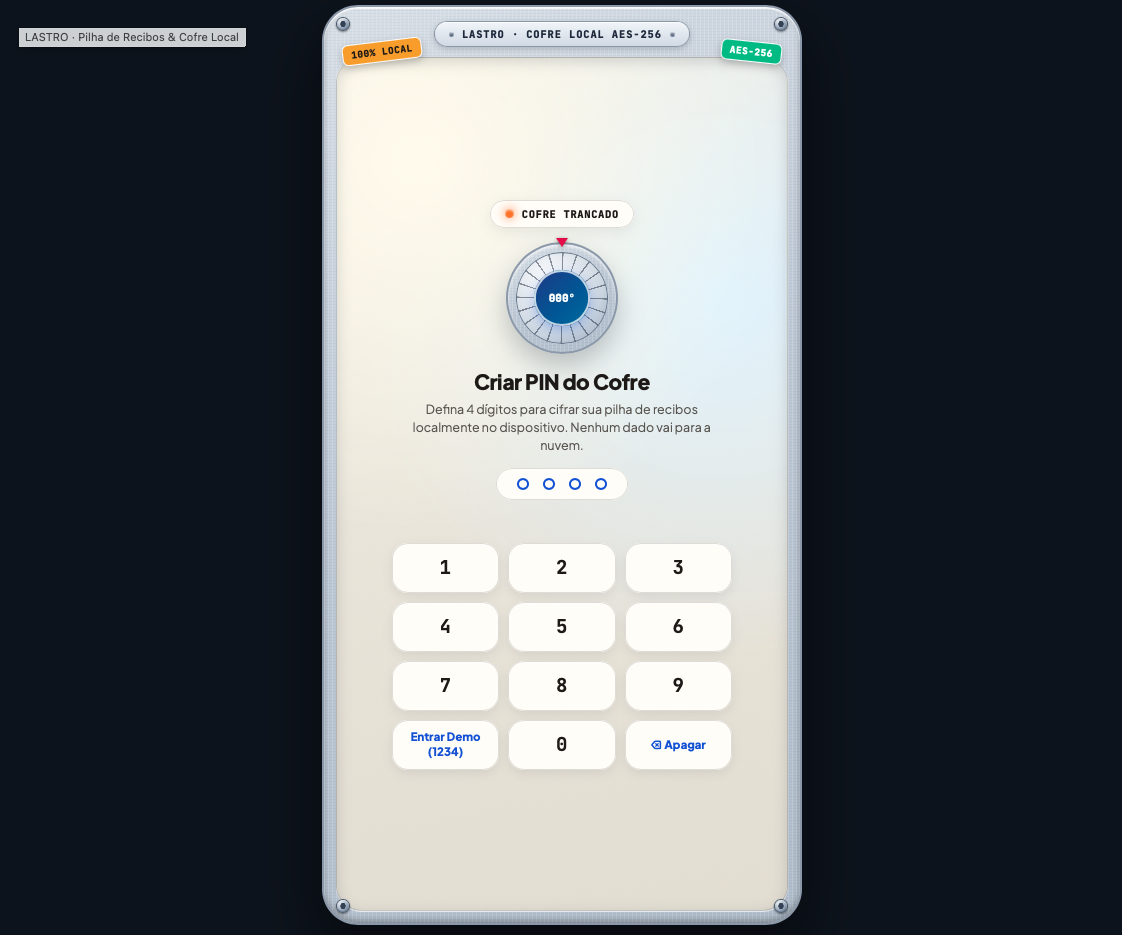 LASTRO · Pilha de Recibos & Cofre Local
LASTRO · COFRE LOCAL AES-256
100% LOCAL
AES-256
COFRE TRANCADO
000°
Criar PIN do Cofre
Defina 4 dígitos para cifrar sua pilha de recibos
localmente no dispositivo. Nenhum dado vai para a
nuvem.
1
2
3
4
5
6
7
8
9
Entrar Demo
(1234)
0
Apagar